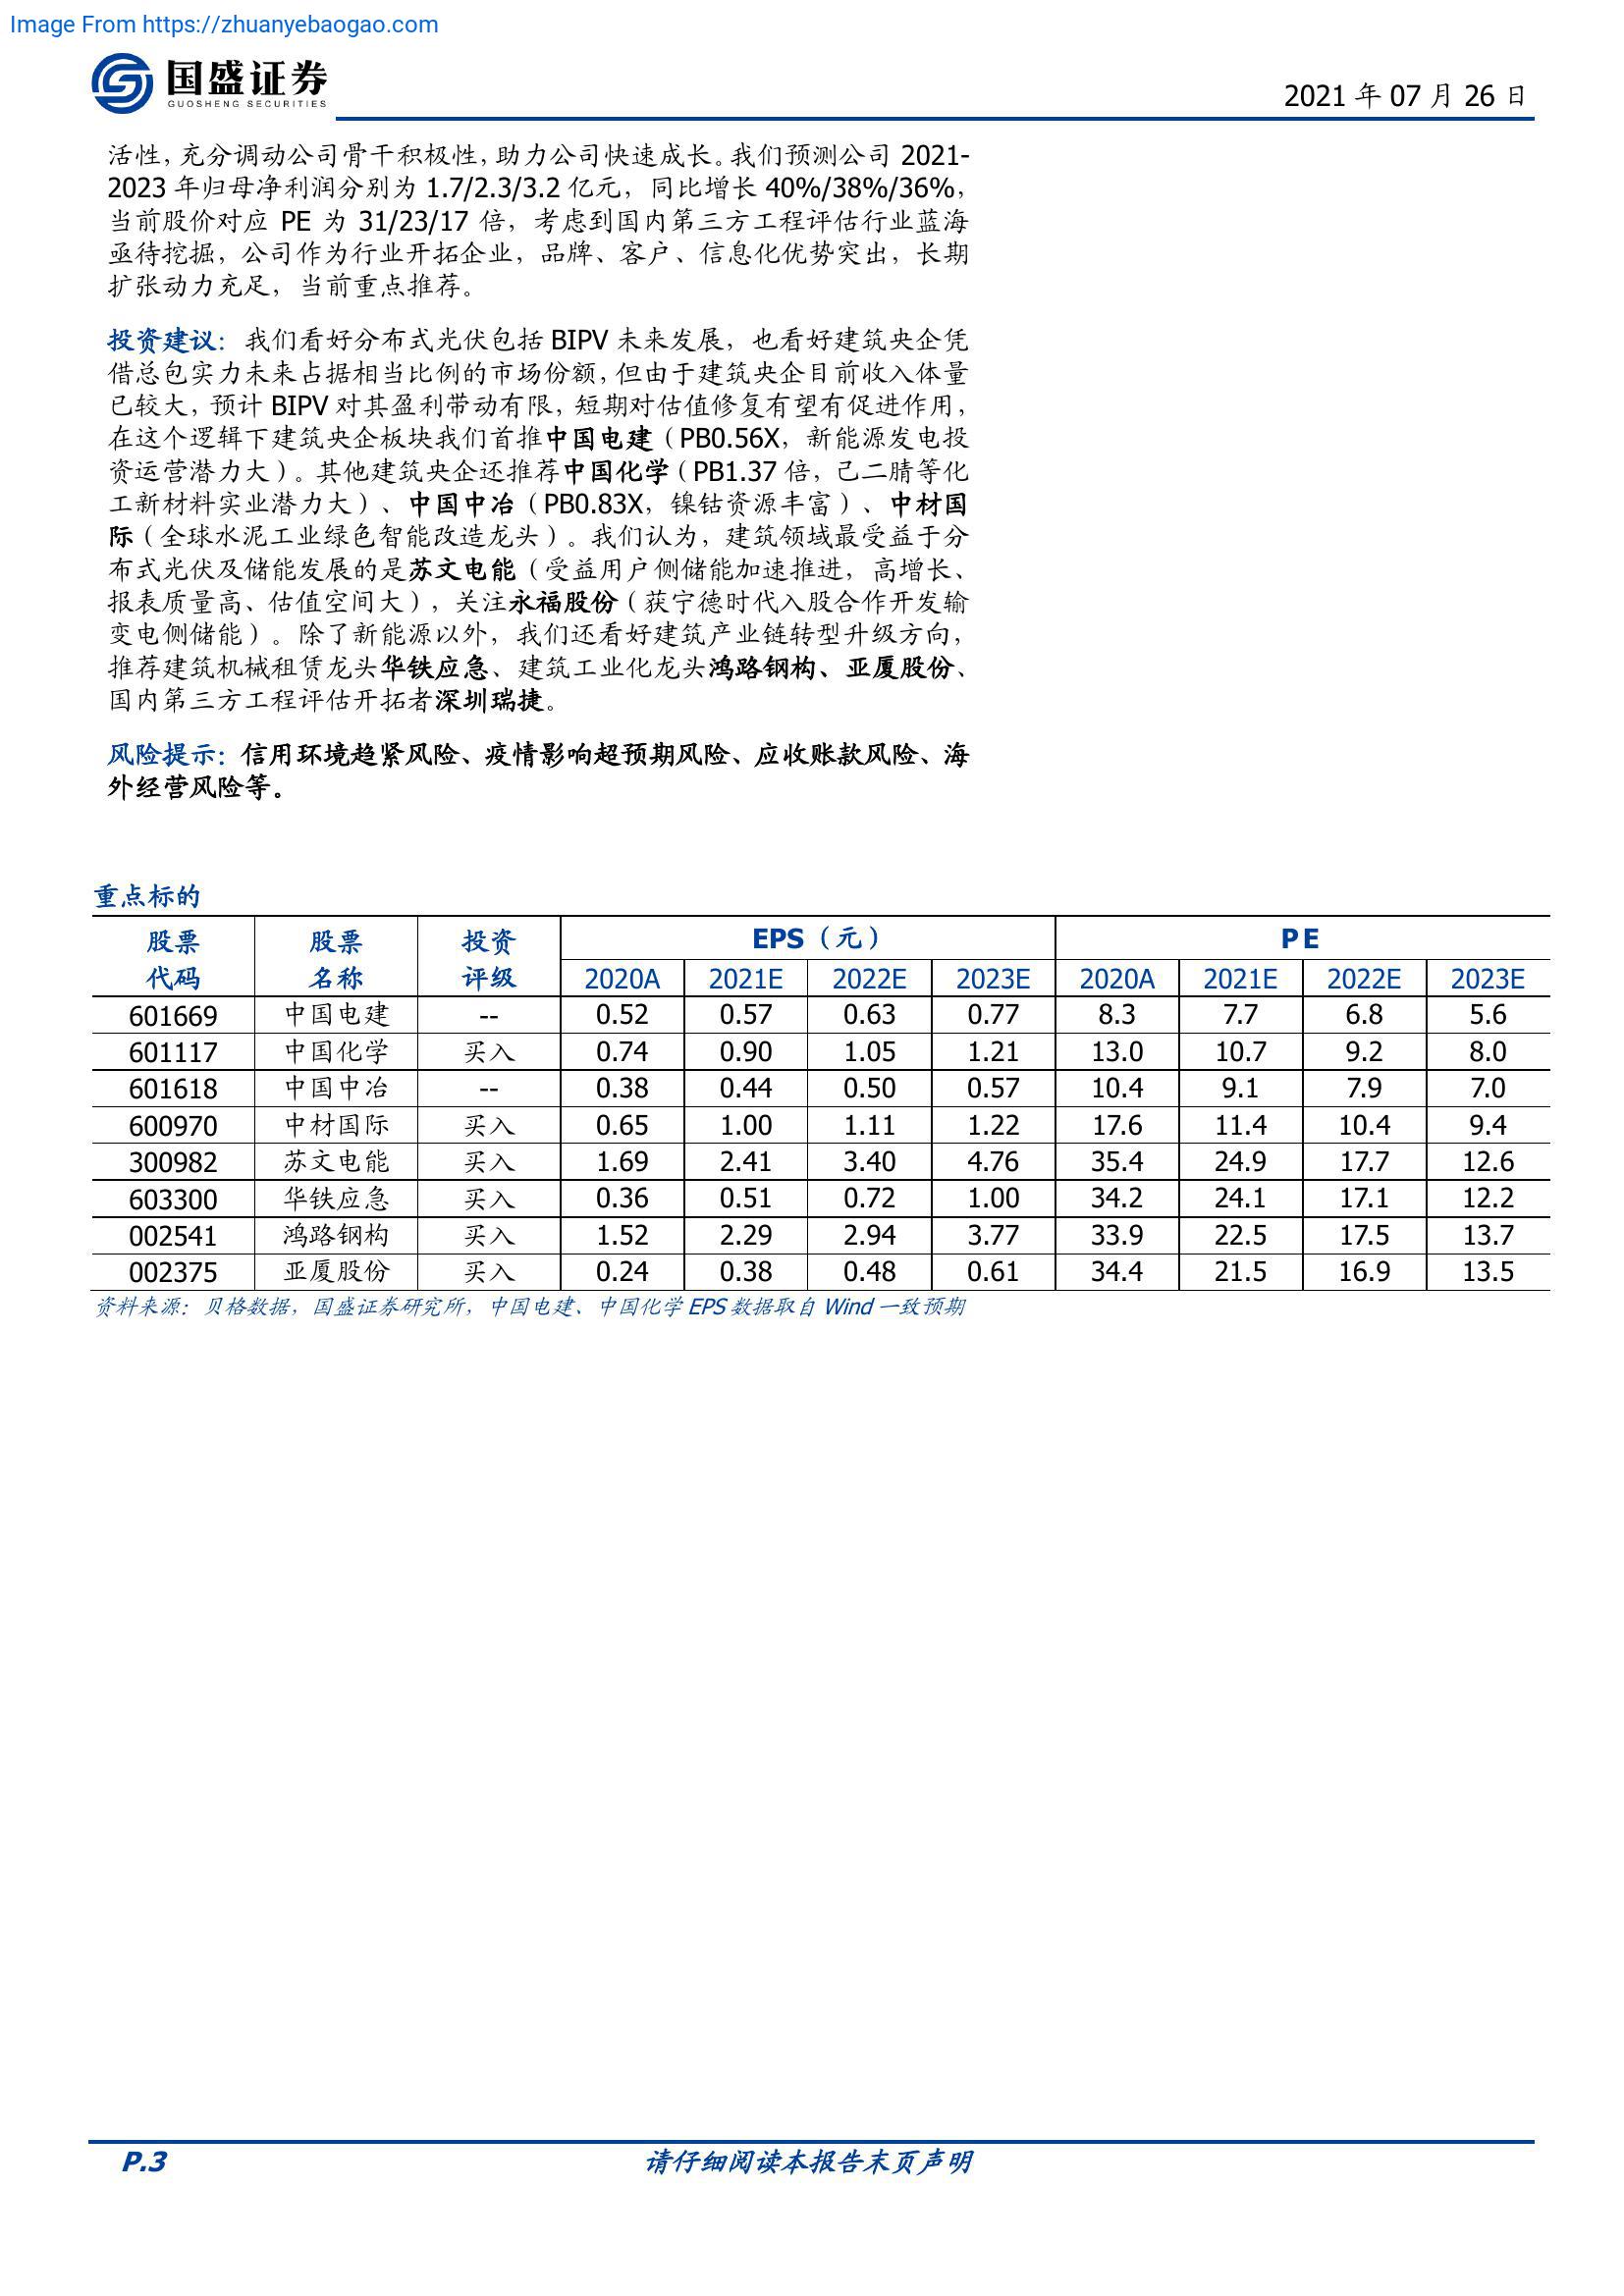 Image From https://zhuanyebaogao.com
国盛证券
GUOSHENG SECURITIES
2021 年 07 月 26 日
活性，充分调动公司骨干积极性，助力公司快速成长。我们预测公司 2021-
2023 年归母净利润分别为 1.7/2.3/3.2 亿元，同比增长 40%/38%/36%，
当前股价对应 PE 为 31/23/17 倍，考虑到国内第三方工程评估行业蓝海
亟待挖掘，公司作为行业开拓企业，品牌、客户、信息化优势突出，长期
扩张动力充足，当前重点推荐。
投资建议：我们看好分布式光伏包括 BIPV 未来发展，也看好建筑央企凭
借总包实力未来占据相当比例的市场份额，但由于建筑央企目前收入体量
已较大，预计 BIPV 对其盈利带动有限，短期对估值修复有望有促进作用，
在这个逻辑下建筑央企板块我们首推中国电建（PB0.56X，新能源发电投
资运营潜力大）。其他建筑央企还推荐中国化学（PB1.37 倍，己二腈等化
工新材料实业潜力大）、中国中冶（PB0.83X，镍钴资源丰富）、中材国
际（全球水泥工业绿色智能改造龙头）。我们认为，建筑领域最受益于分
布式光伏及储能发展的是苏文电能（受益用户侧储能加速推进，高增长、
报表质量高、估值空间大），关注永福股份（获宁德时代入股合作开发输
变电侧储能）。除了新能源以外，我们还看好建筑产业链转型升级方向，
推荐建筑机械租赁龙头华铁应急、建筑工业化龙头鸿路钢构、亚厦股份、
国内第三方工程评估开拓者深圳瑞捷。
风险提示：信用环境趋紧风险、疫情影响超预期风险、应收账款风险、海
外经营风险等。
重点标的
股票 股票 投资 EPS（元） PE
代码 名称 评级 2020A 2021E 2022E 2023E 2020A 2021E 2022E 2023E
601669 中国电建 -- 0.52 0.57 0.63 0.77 8.3 7.7 6.8 5.6
601117 中国化学 买入 0.74 0.90 1.05 1.21 13.0 10.7 9.2 8.0
601618 中国中冶 -- 0.38 0.44 0.50 0.57 10.4 9.1 7.9 7.0
600970 中材国际 买入 0.65 1.00 1.11 1.22 17.6 11.4 10.4 9.4
300982 苏文电能 买入 1.69 2.41 3.40 4.76 35.4 24.9 17.7 12.6
603300 华铁应急 买入 0.36 0.51 0.72 1.00 34.2 24.1 17.1 12.2
002541 鸿路钢构 买入 1.52 2.29 2.94 3.77 33.9 22.5 17.5 13.7
002375 亚厦股份 买入 0.24 0.38 0.48 0.61 34.4 21.5 16.9 13.5
资料来源：贝格数据，国盛证券研究所，中国电建、中国化学 EPS 数据取自 Wind 一致预期
P.3 请仔细阅读本报告末页声明